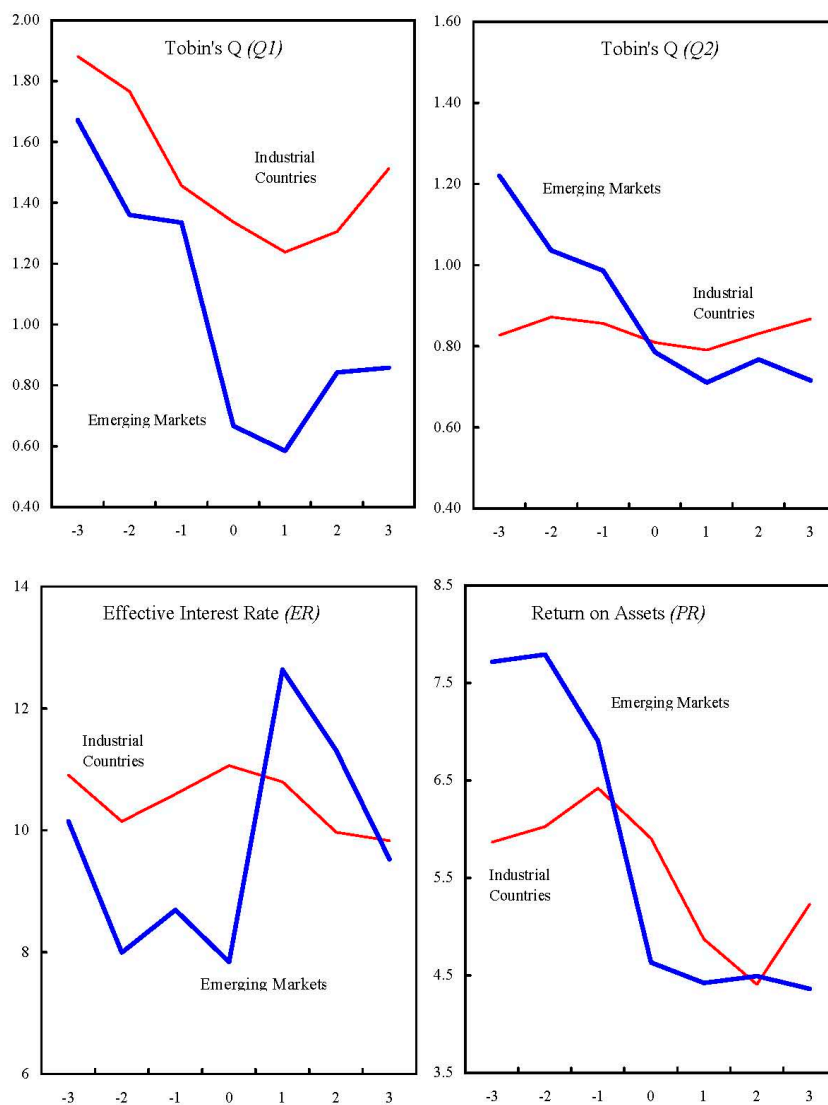 Tobin's Q (Q1)
2.00
1.80
1.60
1.40
1.20
1.00
0.80
0.60
0.40
Industrial
Countries
Emerging Markets
-3 -2 -1 0 1 2 3
Tobin's Q (Q2)
1.60
1.40
1.20
1.00
0.80
0.60
0.40
Emerging Markets
Industrial
Countries
-3 -2 -1 0 1 2 3
Effective Interest Rate (ER)
14
12
10
8
6
Industrial
Countries
Emerging Markets
-3 -2 -1 0 1 2 3
Return on Assets (PR)
8.5
7.5
6.5
5.5
4.5
3.5
Emerging Markets
Industrial
Countries
-3 -2 -1 0 1 2 3